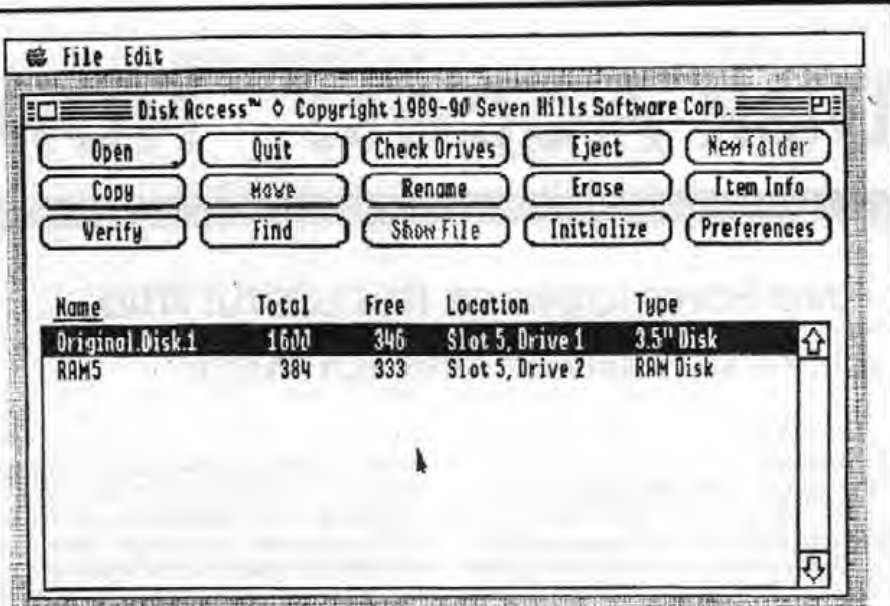 File Edit
Disk Access™ ◇ Copyright 1989-90 Seven Hills Software Corp.
Open Quit Check Drives Eject New Folder
Copy Move Rename Erase Item Info
Verify Find Show File Initialize Preferences
Name Total Free Location Type
Original.Disk.1 1600 346 Slot 5, Drive 1 3.5" Disk
RAM5 384 333 Slot 5, Drive 2 RAM Disk